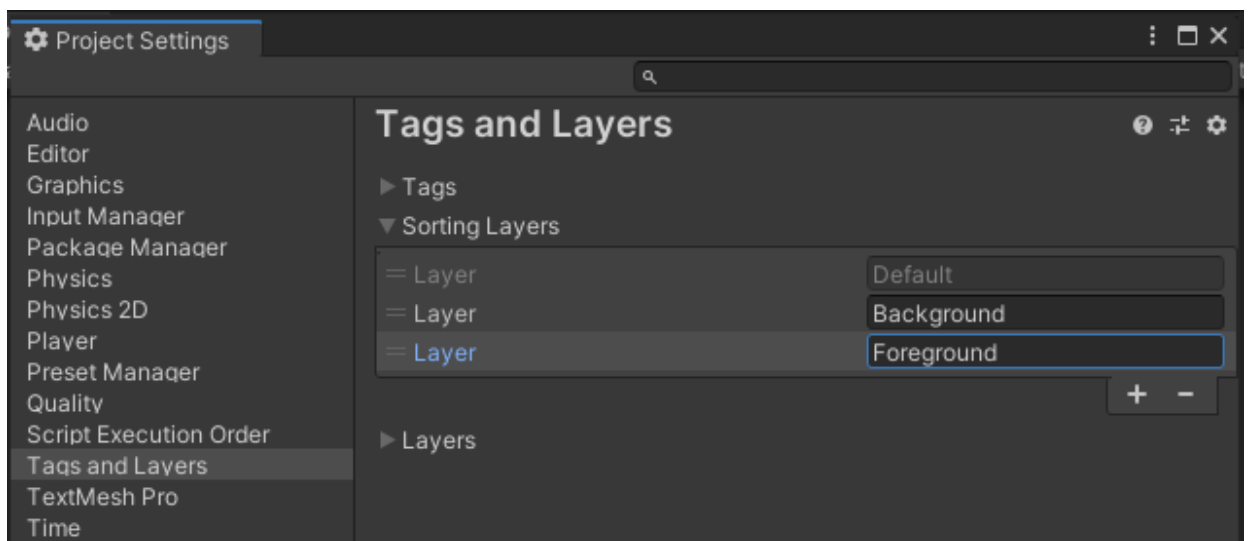 Project Settings
Audio
Editor
Graphics
Input Manager
Package Manager
Physics
Physics 2D
Player
Preset Manager
Quality
Script Execution Order
Tags and Layers
TextMesh Pro
Time
Tags and Layers
Tags
Sorting Layers
Layer Default
Layer Background
Layer Foreground
Layers